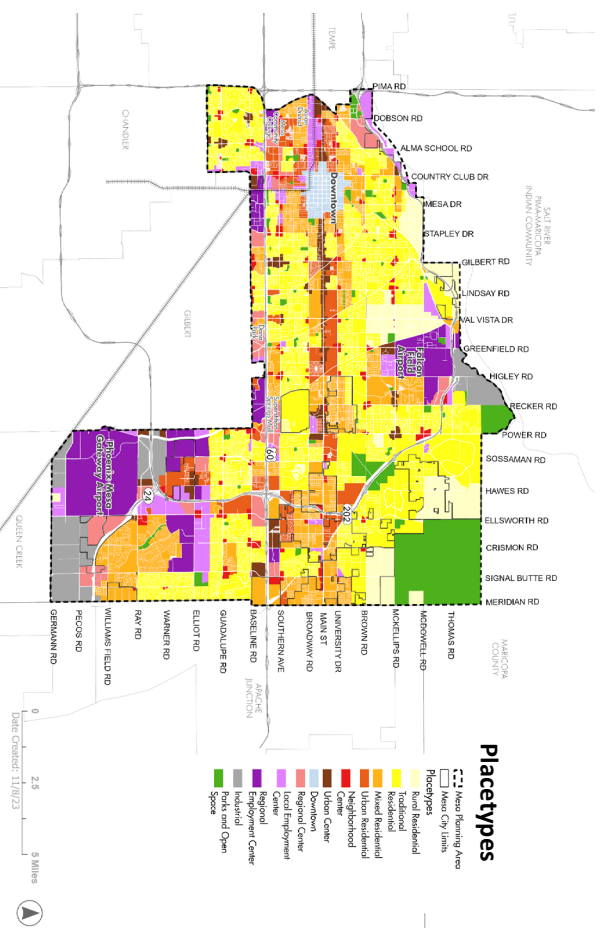 Placetypes
Mesa Planning Area
Mesa City Limits
Placetypes
Rural Residential
Traditional
Residential
Mixed Residential
Urban Residential
Neighborhood
Center
Urban Center
Downtown
Regional Center
Local Employment
Center
Regional
Employment Center
Industrial
Parks and Open
Space
TEMPE
CHANDLER
GILBERT
QUEEN CREEK
APACHE
JUNCTION
MARICOPA
COUNTY
SALT RIVER
PIMA-MARICOPA
INDIAN COMMUNITY
PIMA RD
DOBSON RD
ALMA SCHOOL RD
COUNTRY CLUB DR
MESA DR
STAPLEY DR
GILBERT RD
LINDSAY RD
VAL VISTA DR
GREENFIELD RD
HIGLEY RD
RECKER RD
POWER RD
SOSSAMAN RD
HAWES RD
ELLSWORTH RD
CRISMON RD
SIGNAL BUTTE RD
MERIDIAN RD
THOMAS RD
MCDOWELL RD
MCKELLIPS RD
BROWN RD
UNIVERSITY DR
MAIN ST
BROADWAY RD
SOUTHERN AVE
BASELINE RD
GUADALUPE RD
ELLIOT RD
WARNER RD
RAY RD
WILLIAMS FIELD RD
PECOS RD
GERMANN RD
Downtown
Falcon
Field
Airport
Phoenix-Mesa
Gateway Airport
60
202
24
0 2.5 5 Miles
Date Created: 11/8/23